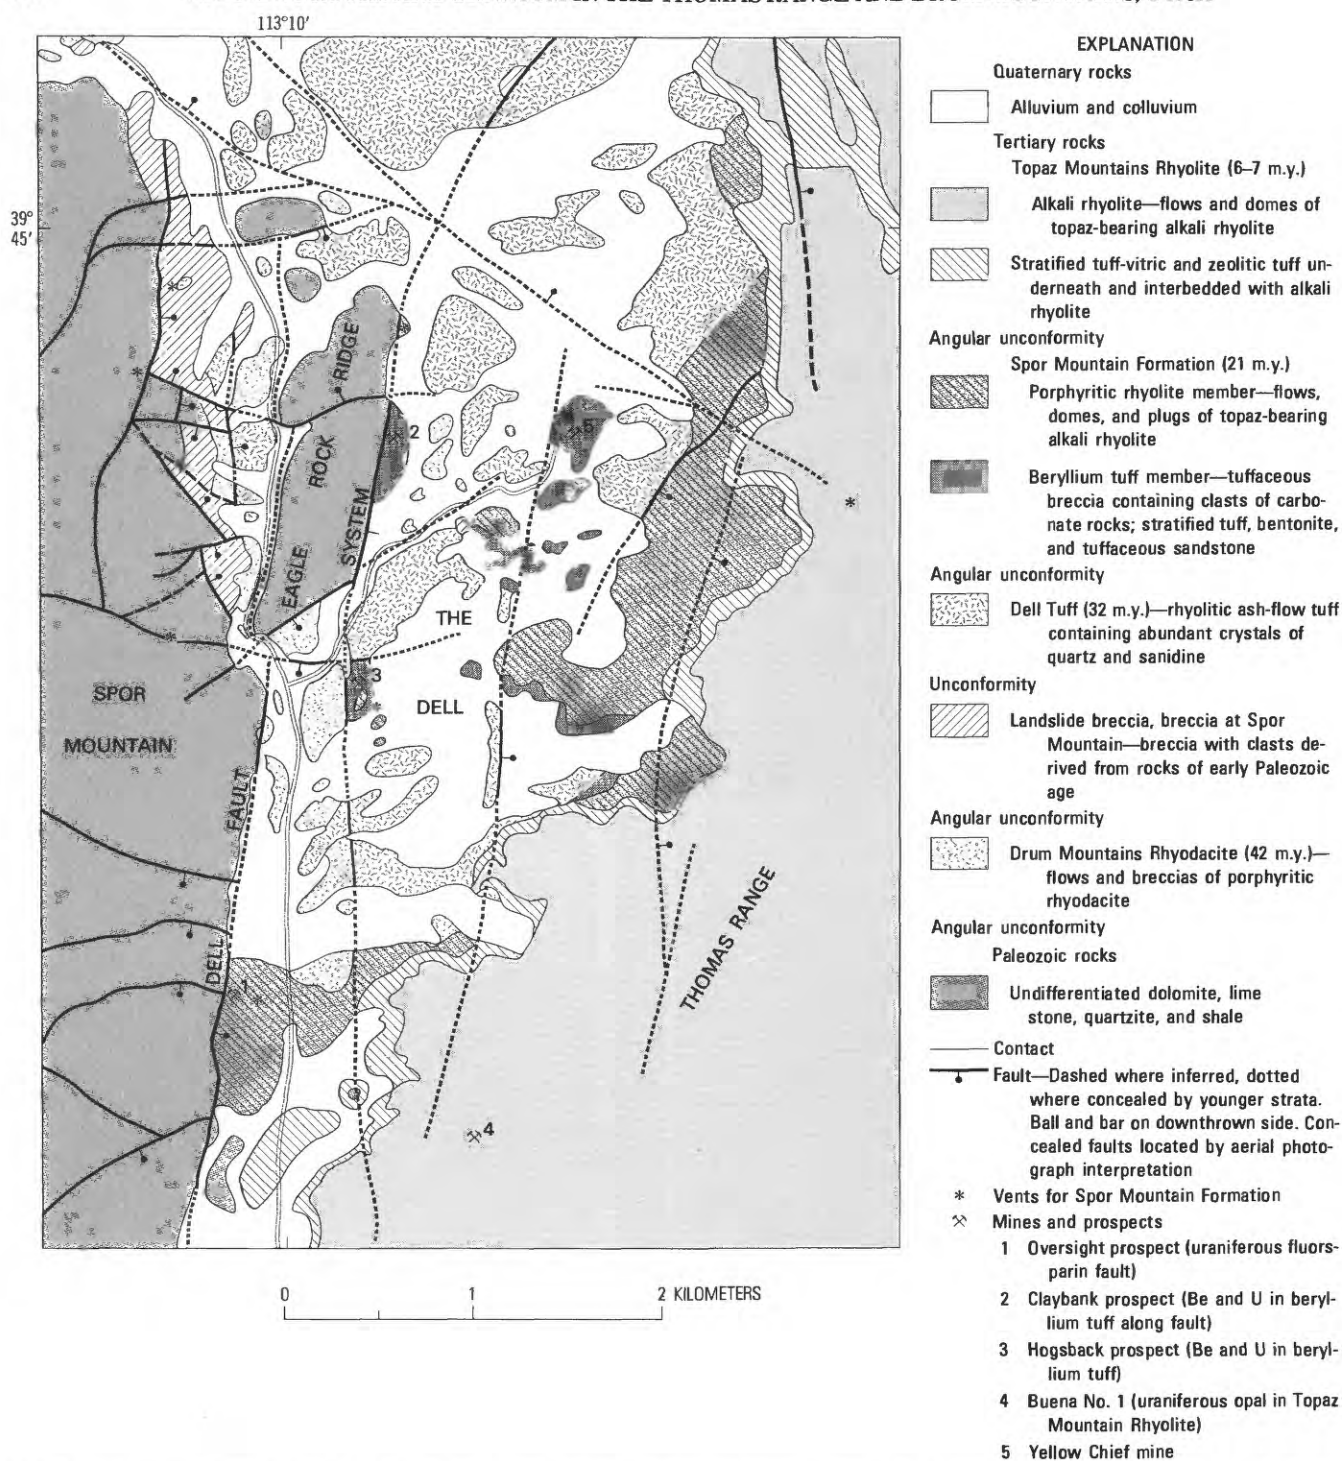 IN THE THOMAS RANGE AND
113°10'
39°
45'
RIDGE
ROCK
EAGLE
SYSTEM
2
5
THE
DELL
3
SPOR
MOUNTAIN
FAULT
DELL
1
THOMAS RANGE
4
0 1 2 KILOMETERS
EXPLANATION
Quaternary rocks
Alluvium and colluvium
Tertiary rocks
Topaz Mountains Rhyolite (6–7 m.y.)
Alkali rhyolite—flows and domes of
topaz-bearing alkali rhyolite
Stratified tuff-vitric and zeolitic tuff un-
derneath and interbedded with alkali
rhyolite
Angular unconformity
Spor Mountain Formation (21 m.y.)
Porphyritic rhyolite member—flows,
domes, and plugs of topaz-bearing
alkali rhyolite
Beryllium tuff member—tuffaceous
breccia containing clasts of carbo-
nate rocks; stratified tuff, bentonite,
and tuffaceous sandstone
Angular unconformity
Dell Tuff (32 m.y.)—rhyolitic ash-flow tuff
containing abundant crystals of
quartz and sanidine
Unconformity
Landslide breccia, breccia at Spor
Mountain—breccia with clasts de-
rived from rocks of early Paleozoic
age
Angular unconformity
Drum Mountains Rhyodacite (42 m.y.)—
flows and breccias of porphyritic
rhyodacite
Angular unconformity
Paleozoic rocks
Undifferentiated dolomite, lime
stone, quartzite, and shale
Contact
Fault—Dashed where inferred, dotted
where concealed by younger strata.
Ball and bar on downthrown side. Con-
cealed faults located by aerial photo-
graph interpretation
* Vents for Spor Mountain Formation
Mines and prospects
1 Oversight prospect (uraniferous fluors-
parin fault)
2 Claybank prospect (Be and U in beryl-
lium tuff along fault)
3 Hogsback prospect (Be and U in beryl-
lium tuff)
4 Buena No. 1 (uraniferous opal in Topaz
Mountain Rhyolite)
5 Yellow Chief mine